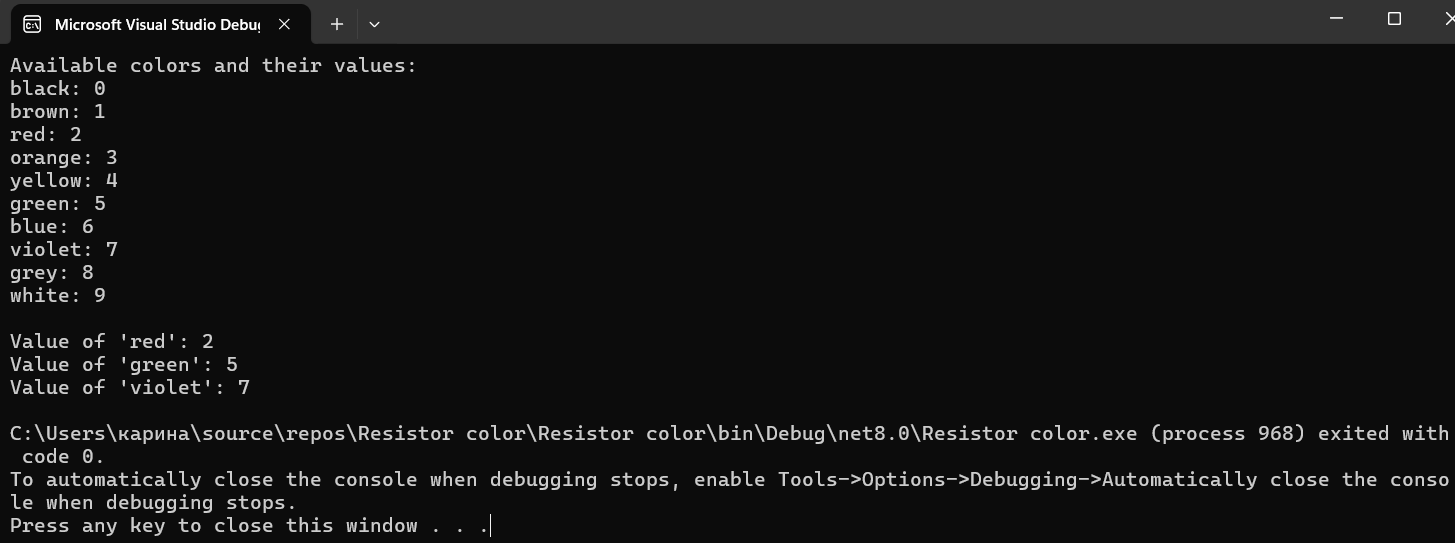 Microsoft Visual Studio Debug
Available colors and their values:
black: 0
brown: 1
red: 2
orange: 3
yellow: 4
green: 5
blue: 6
violet: 7
grey: 8
white: 9
Value of 'red': 2
Value of 'green': 5
Value of 'violet': 7
C:\Users\карина\source\repos\Resistor color\Resistor color\bin\Debug\net8.0\Resistor color.exe (process 968) exited with
code 0.
To automatically close the console when debugging stops, enable Tools->Options->Debugging->Automatically close the conso
le when debugging stops.
Press any key to close this window . . .